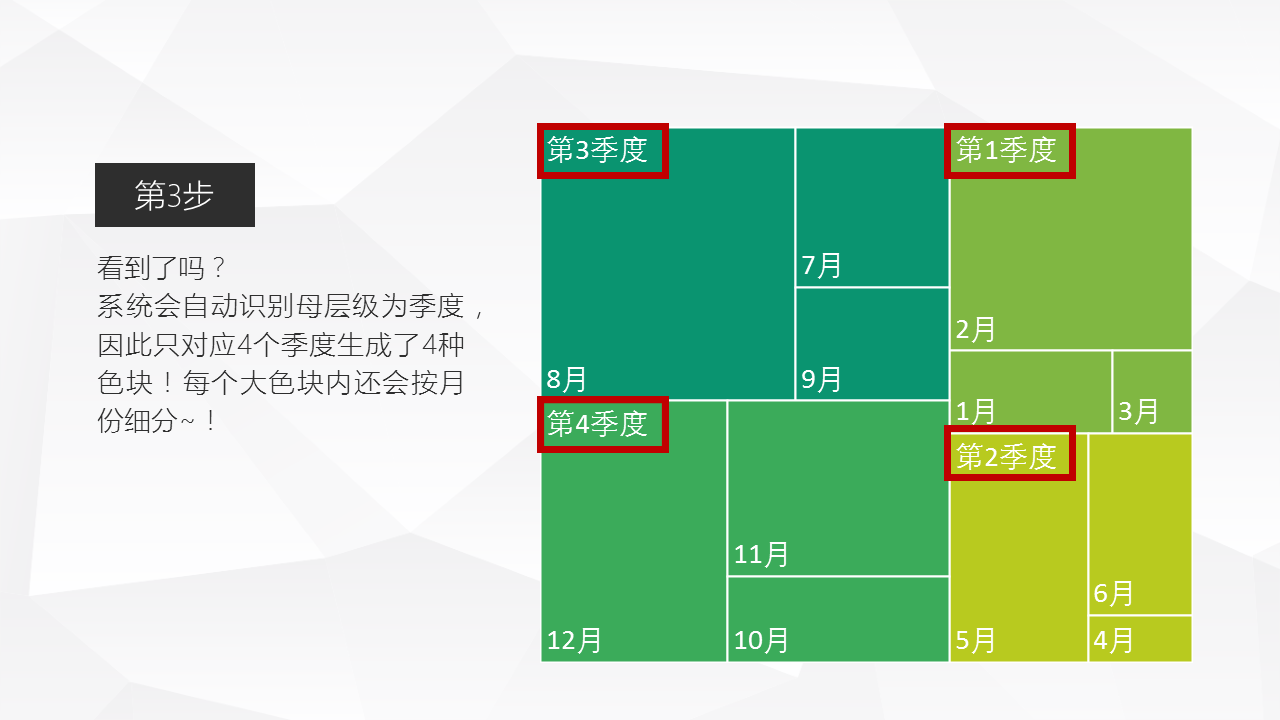 第3步
看到了吗？
系统会自动识别母层级为季度，
因此只对应4个季度生成了4种
色块！每个大色块内还会按月
份细分~！
第3季度
8月
7月
9月
第1季度
2月
1月
3月
第4季度
12月
11月
10月
第2季度
5月
6月
4月